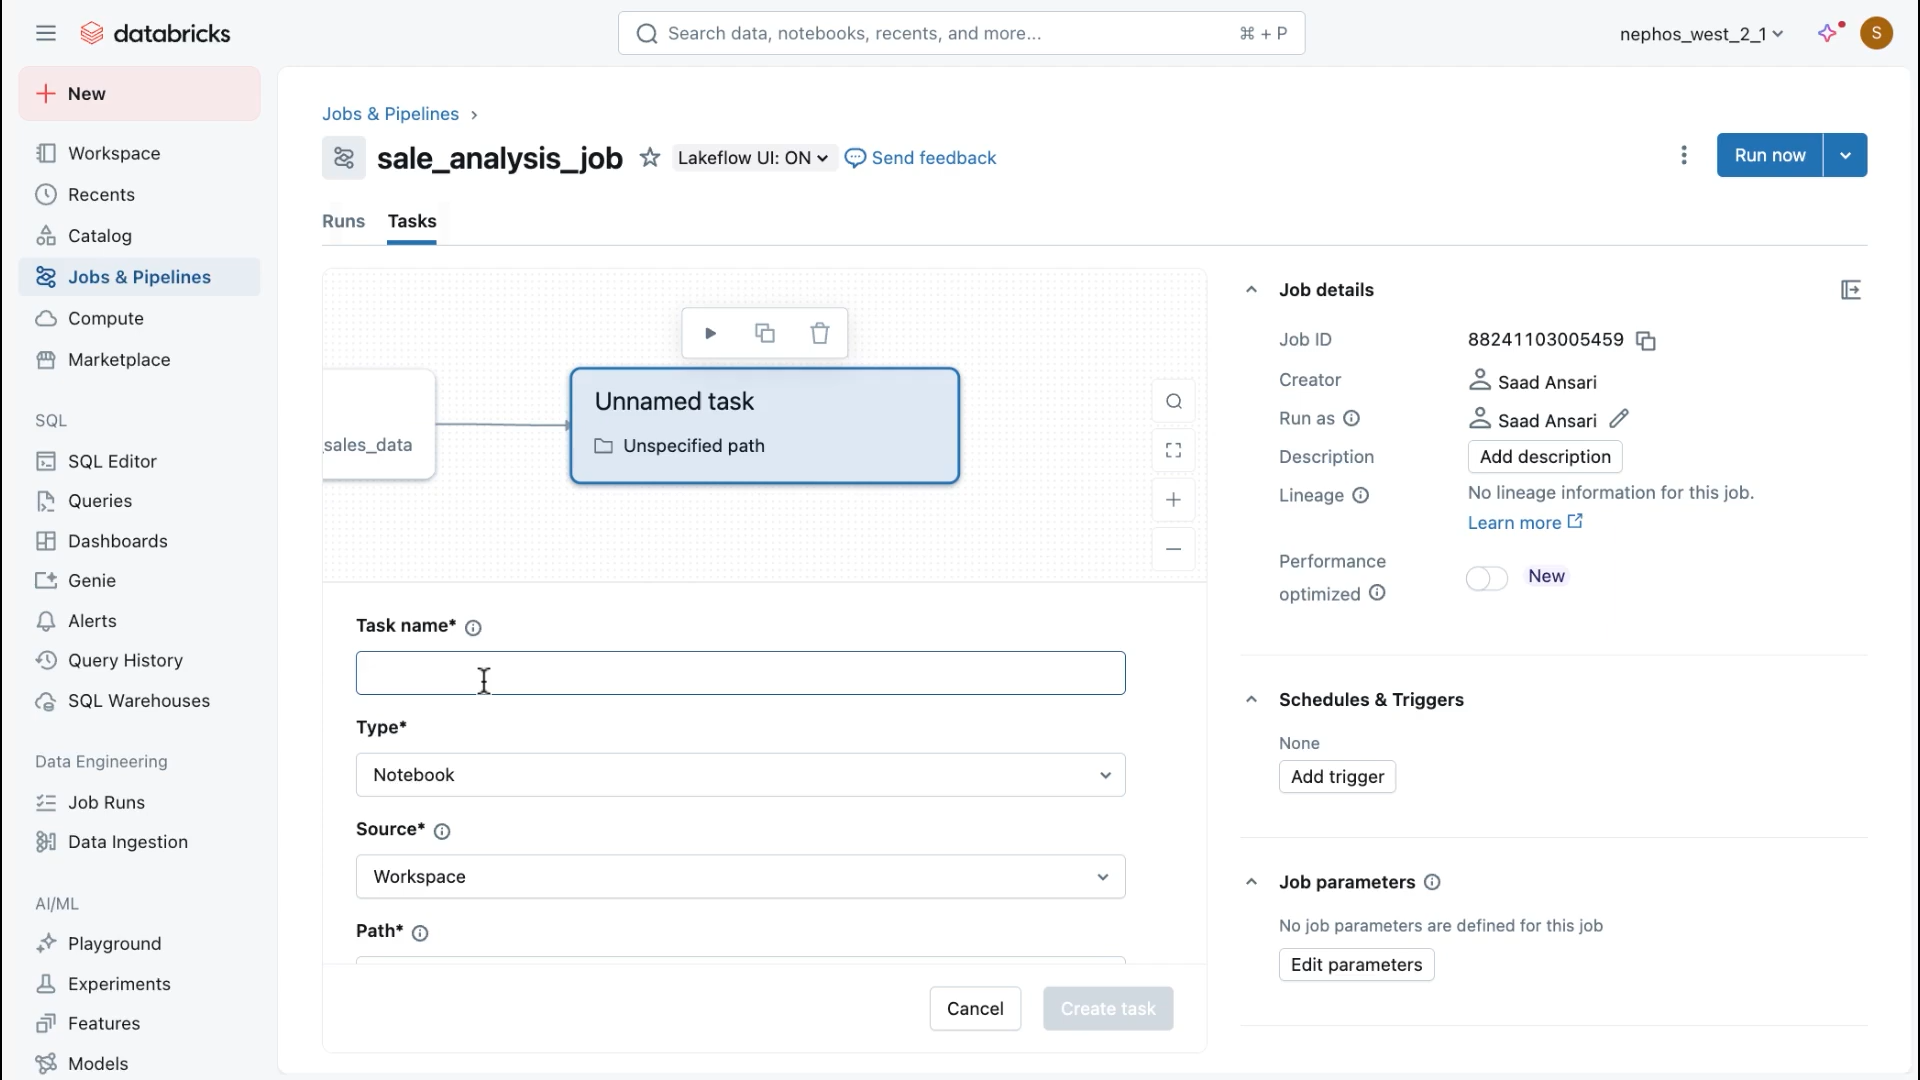 databricks
Search data, notebooks, recents, and more...
⌘ + P
nephos_west_2_1
S
New
Workspace
Recents
Catalog
Jobs & Pipelines
Compute
Marketplace
SQL
SQL Editor
Queries
Dashboards
Genie
Alerts
Query History
SQL Warehouses
Data Engineering
Job Runs
Data Ingestion
AI/ML
Playground
Experiments
Features
Models
Jobs & Pipelines ›
sale_analysis_job
Lakeflow UI: ON
Send feedback
Run now
Runs
Tasks
_sales_data
Unnamed task
Unspecified path
Task name*
Type*
Notebook
Source*
Workspace
Path*
Cancel
Create task
Job details
Job ID
88241103005459
Creator
Saad Ansari
Run as
Saad Ansari
Description
Add description
Lineage
No lineage information for this job.
Learn more
Performance
optimized
New
Schedules & Triggers
None
Add trigger
Job parameters
No job parameters are defined for this job
Edit parameters